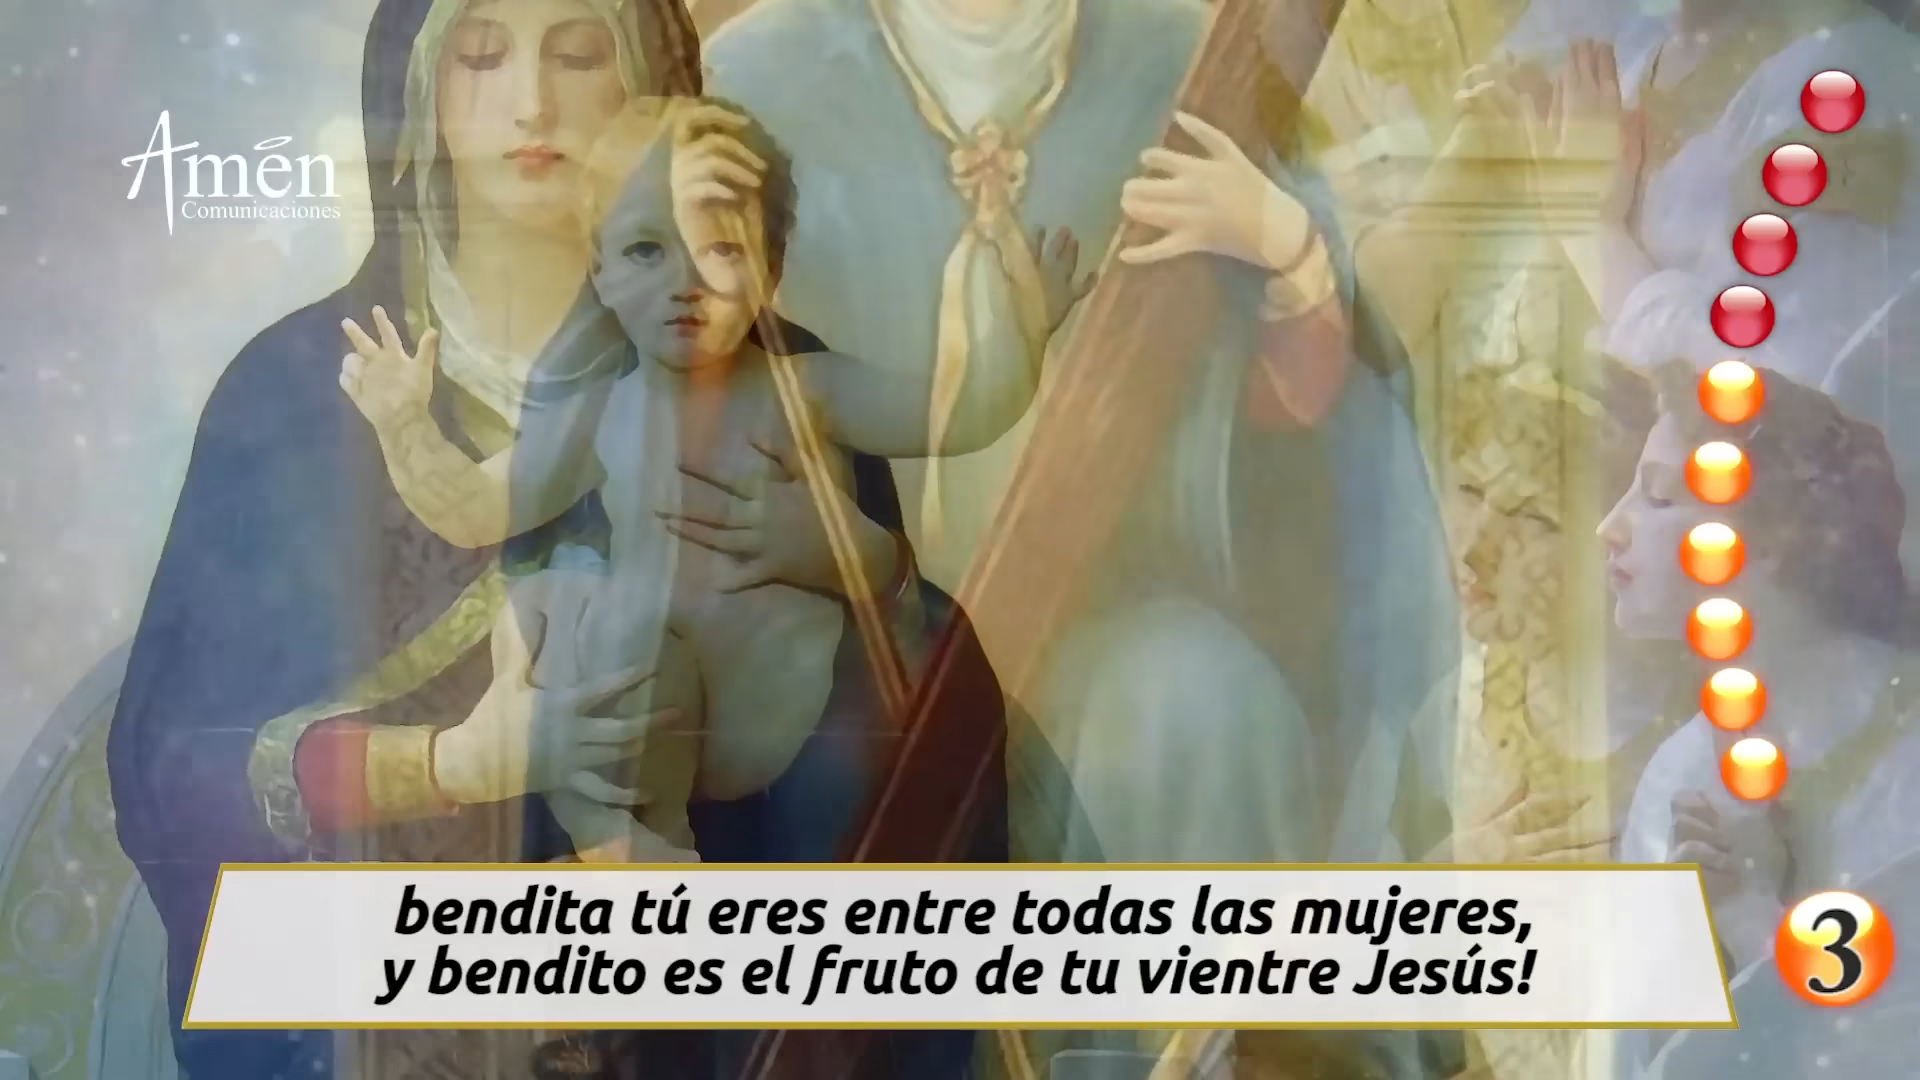 Amén
Comunicaciones
bendita tú eres entre todas las mujeres,
y bendito es el fruto de tu vientre Jesús!
3